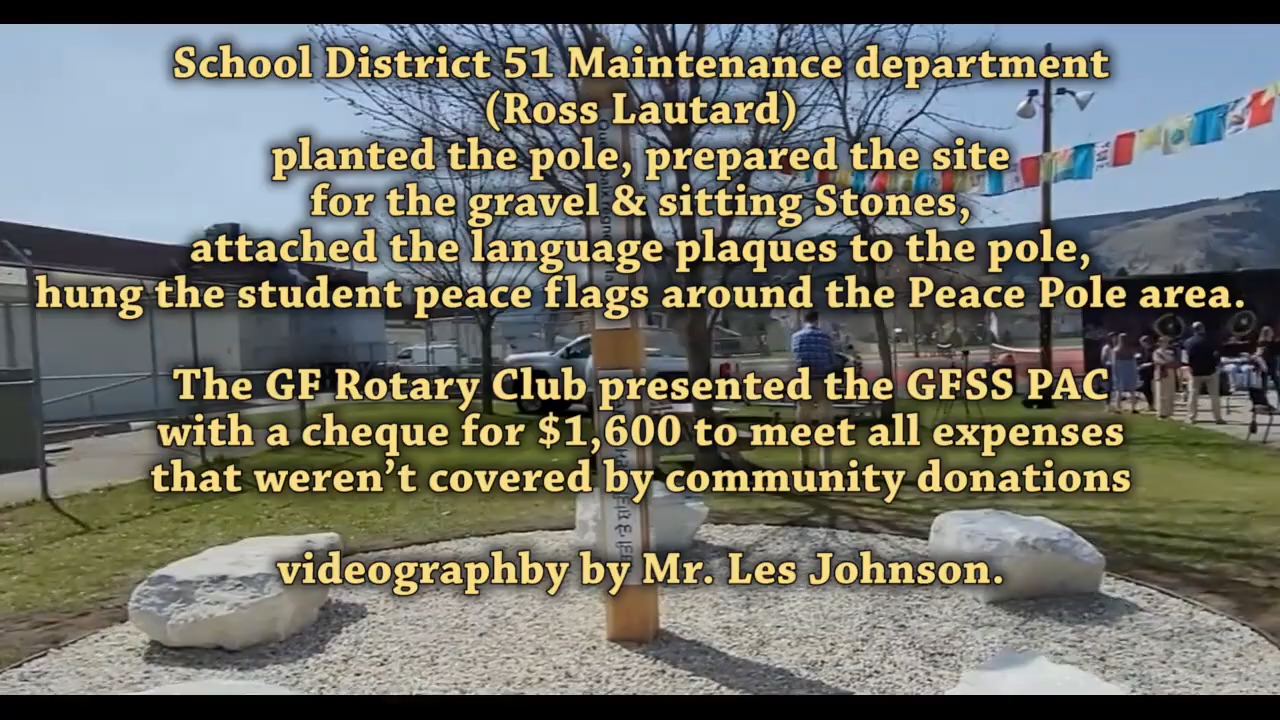 School District 51 Maintenance department
(Ross Lautard)
planted the pole, prepared the site
for the gravel & sitting Stones,
attached the language plaques to the pole,
hung the student peace flags around the Peace Pole area.
The GF Rotary Club presented the GFSS PAC
with a cheque for $1,600 to meet all expenses
that weren't covered by community donations
videographby by Mr. Les Johnson.